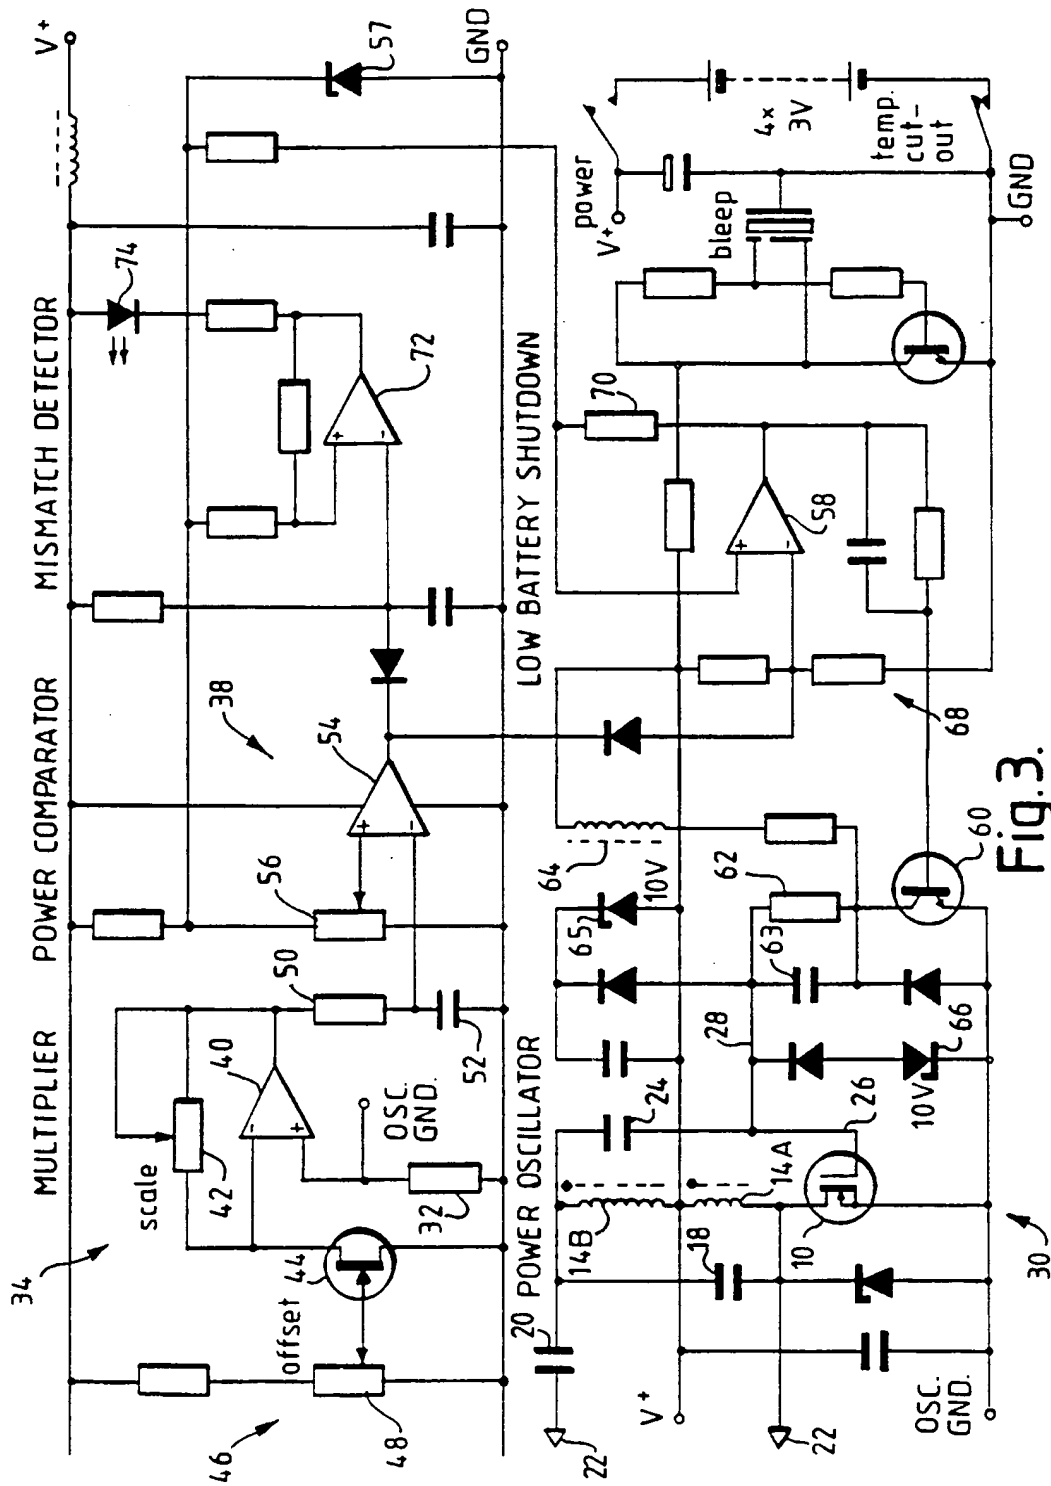 MULTIPLIER
POWER COMPARATOR
MISMATCH DETECTOR
V+
34
scale
42
40
50
56
54
38
74
72
57
GND
46
offset
44
48
32
OSC.
GND.
52
POWER OSCILLATOR
LOW BATTERY SHUTDOWN
20
22
14B
18
14A
24
28
26
65
64
10V
63
62
10V
66
10
60
68
58
70
bleep
power
V+
4x
3V
temp.
cut-
out
GND
V+
22
OSC.
GND.
30
Fig.3.
+
-
+
-
+
-
+
-